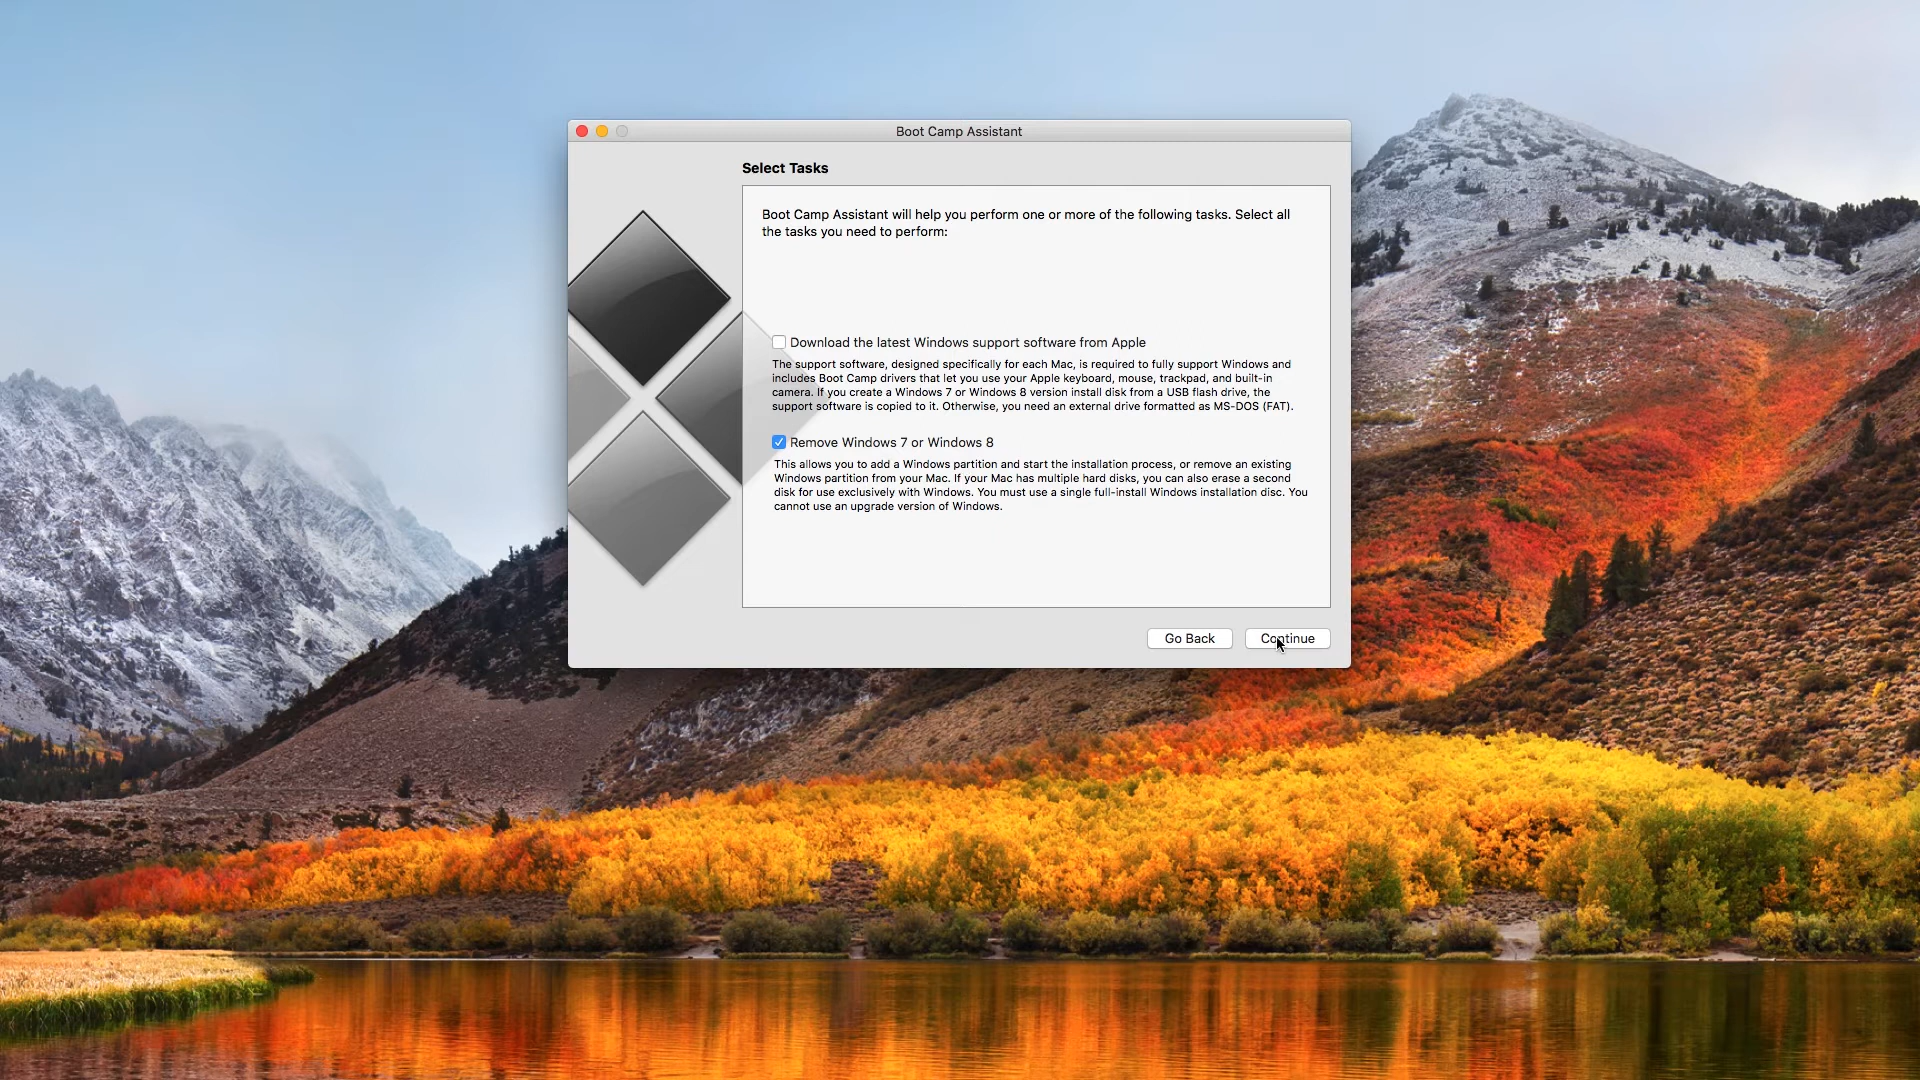 Boot Camp Assistant
Select Tasks
Boot Camp Assistant will help you perform one or more of the following tasks. Select all
the tasks you need to perform:
Download the latest Windows support software from Apple
The support software, designed specifically for each Mac, is required to fully support Windows and
includes Boot Camp drivers that let you use your Apple keyboard, mouse, trackpad, and built-in
camera. If you create a Windows 7 or Windows 8 version install disk from a USB flash drive, the
support software is copied to it. Otherwise, you need an external drive formatted as MS-DOS (FAT).
Remove Windows 7 or Windows 8
This allows you to add a Windows partition and start the installation process, or remove an existing
Windows partition from your Mac. If your Mac has multiple hard disks, you can also erase a second
disk for use exclusively with Windows. You must use a single full-install Windows installation disc. You
cannot use an upgrade version of Windows.
Go Back
Continue